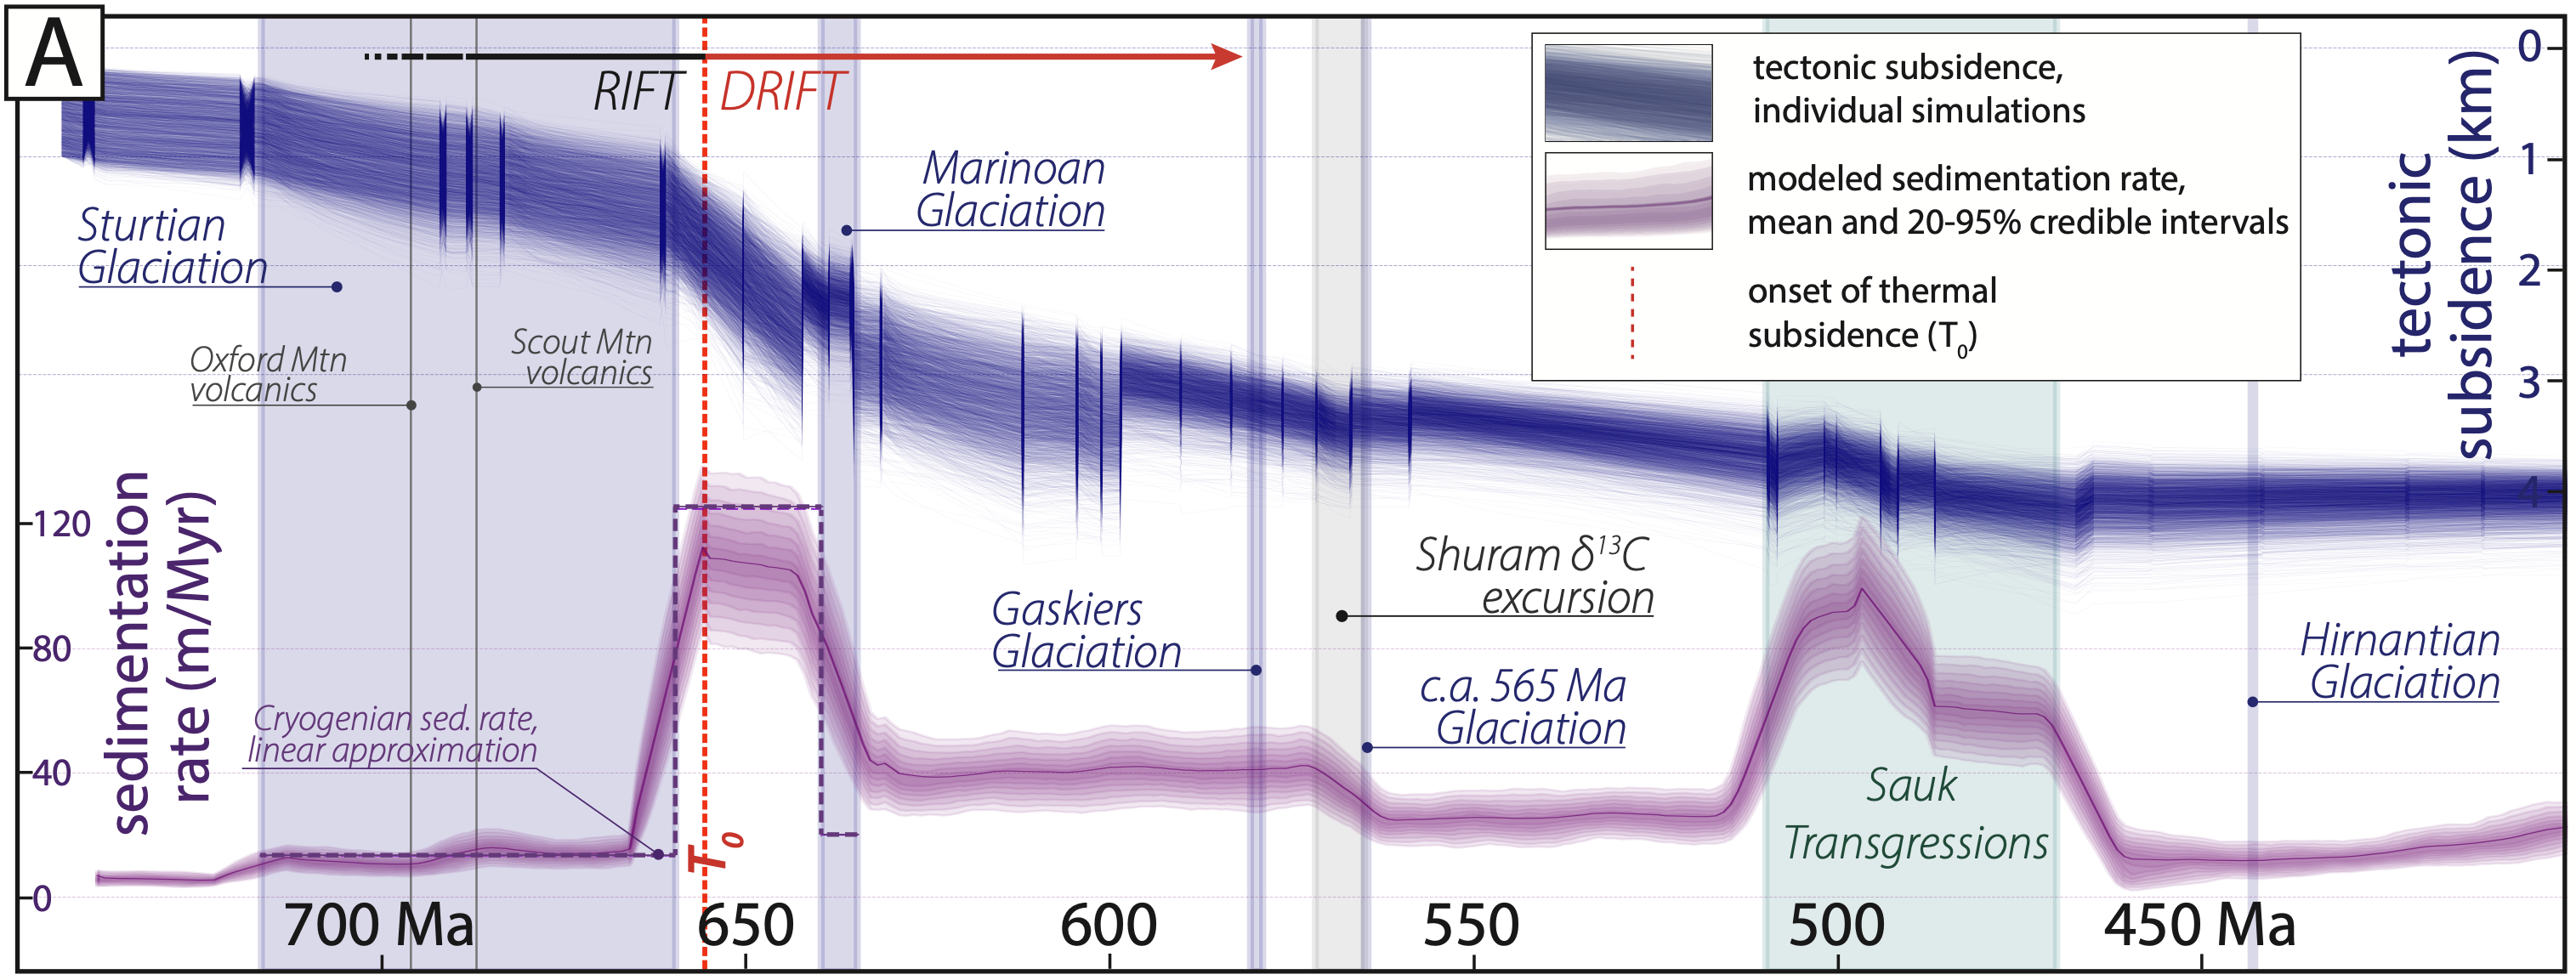 A
RIFT
DRIFT
tectonic subsidence,
individual simulations
modeled sedimentation rate,
mean and 20-95% credible intervals
onset of thermal
subsidence (T0)
tectonic
subsidence (km)
0
1
2
3
4
Sturtian
Glaciation
Marinoan
Glaciation
Oxford Mtn
volcanics
Scout Mtn
volcanics
sedimentation
rate (m/Myr)
120
80
40
0
Cryogenian sed. rate,
linear approximation
T0
Gaskiers
Glaciation
Shuram δ¹³C
excursion
c.a. 565 Ma
Glaciation
Sauk
Transgressions
Hirnantian
Glaciation
700 Ma
650
600
550
500
450 Ma